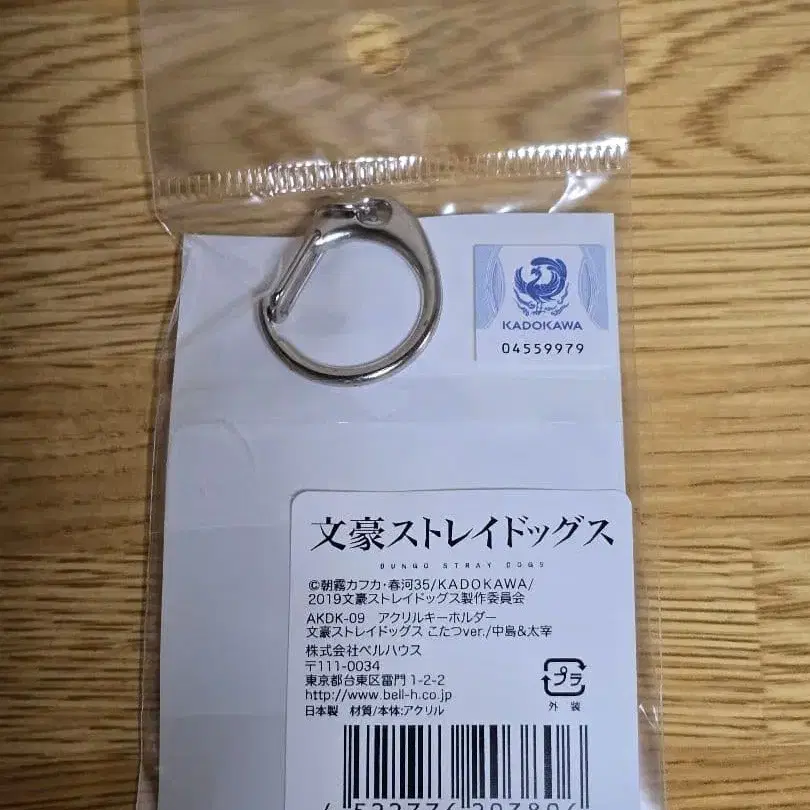 KADOKAWA
04559979
文豪ストレイドッグス
BUNGO STRAY DOGS
©朝霧カフカ・春河35/KADOKAWA/
2019文豪ストレイドッグス製作委員会
AKDK-09 アクリルキーホルダー
文豪ストレイドッグス こたつver./中島&太宰
株式会社ベルハウス
〒111-0034
東京都台東区雷門1-2-2
http://www.bell-h.co.jp
プラ
外装
日本製 材質/本体:アクリル